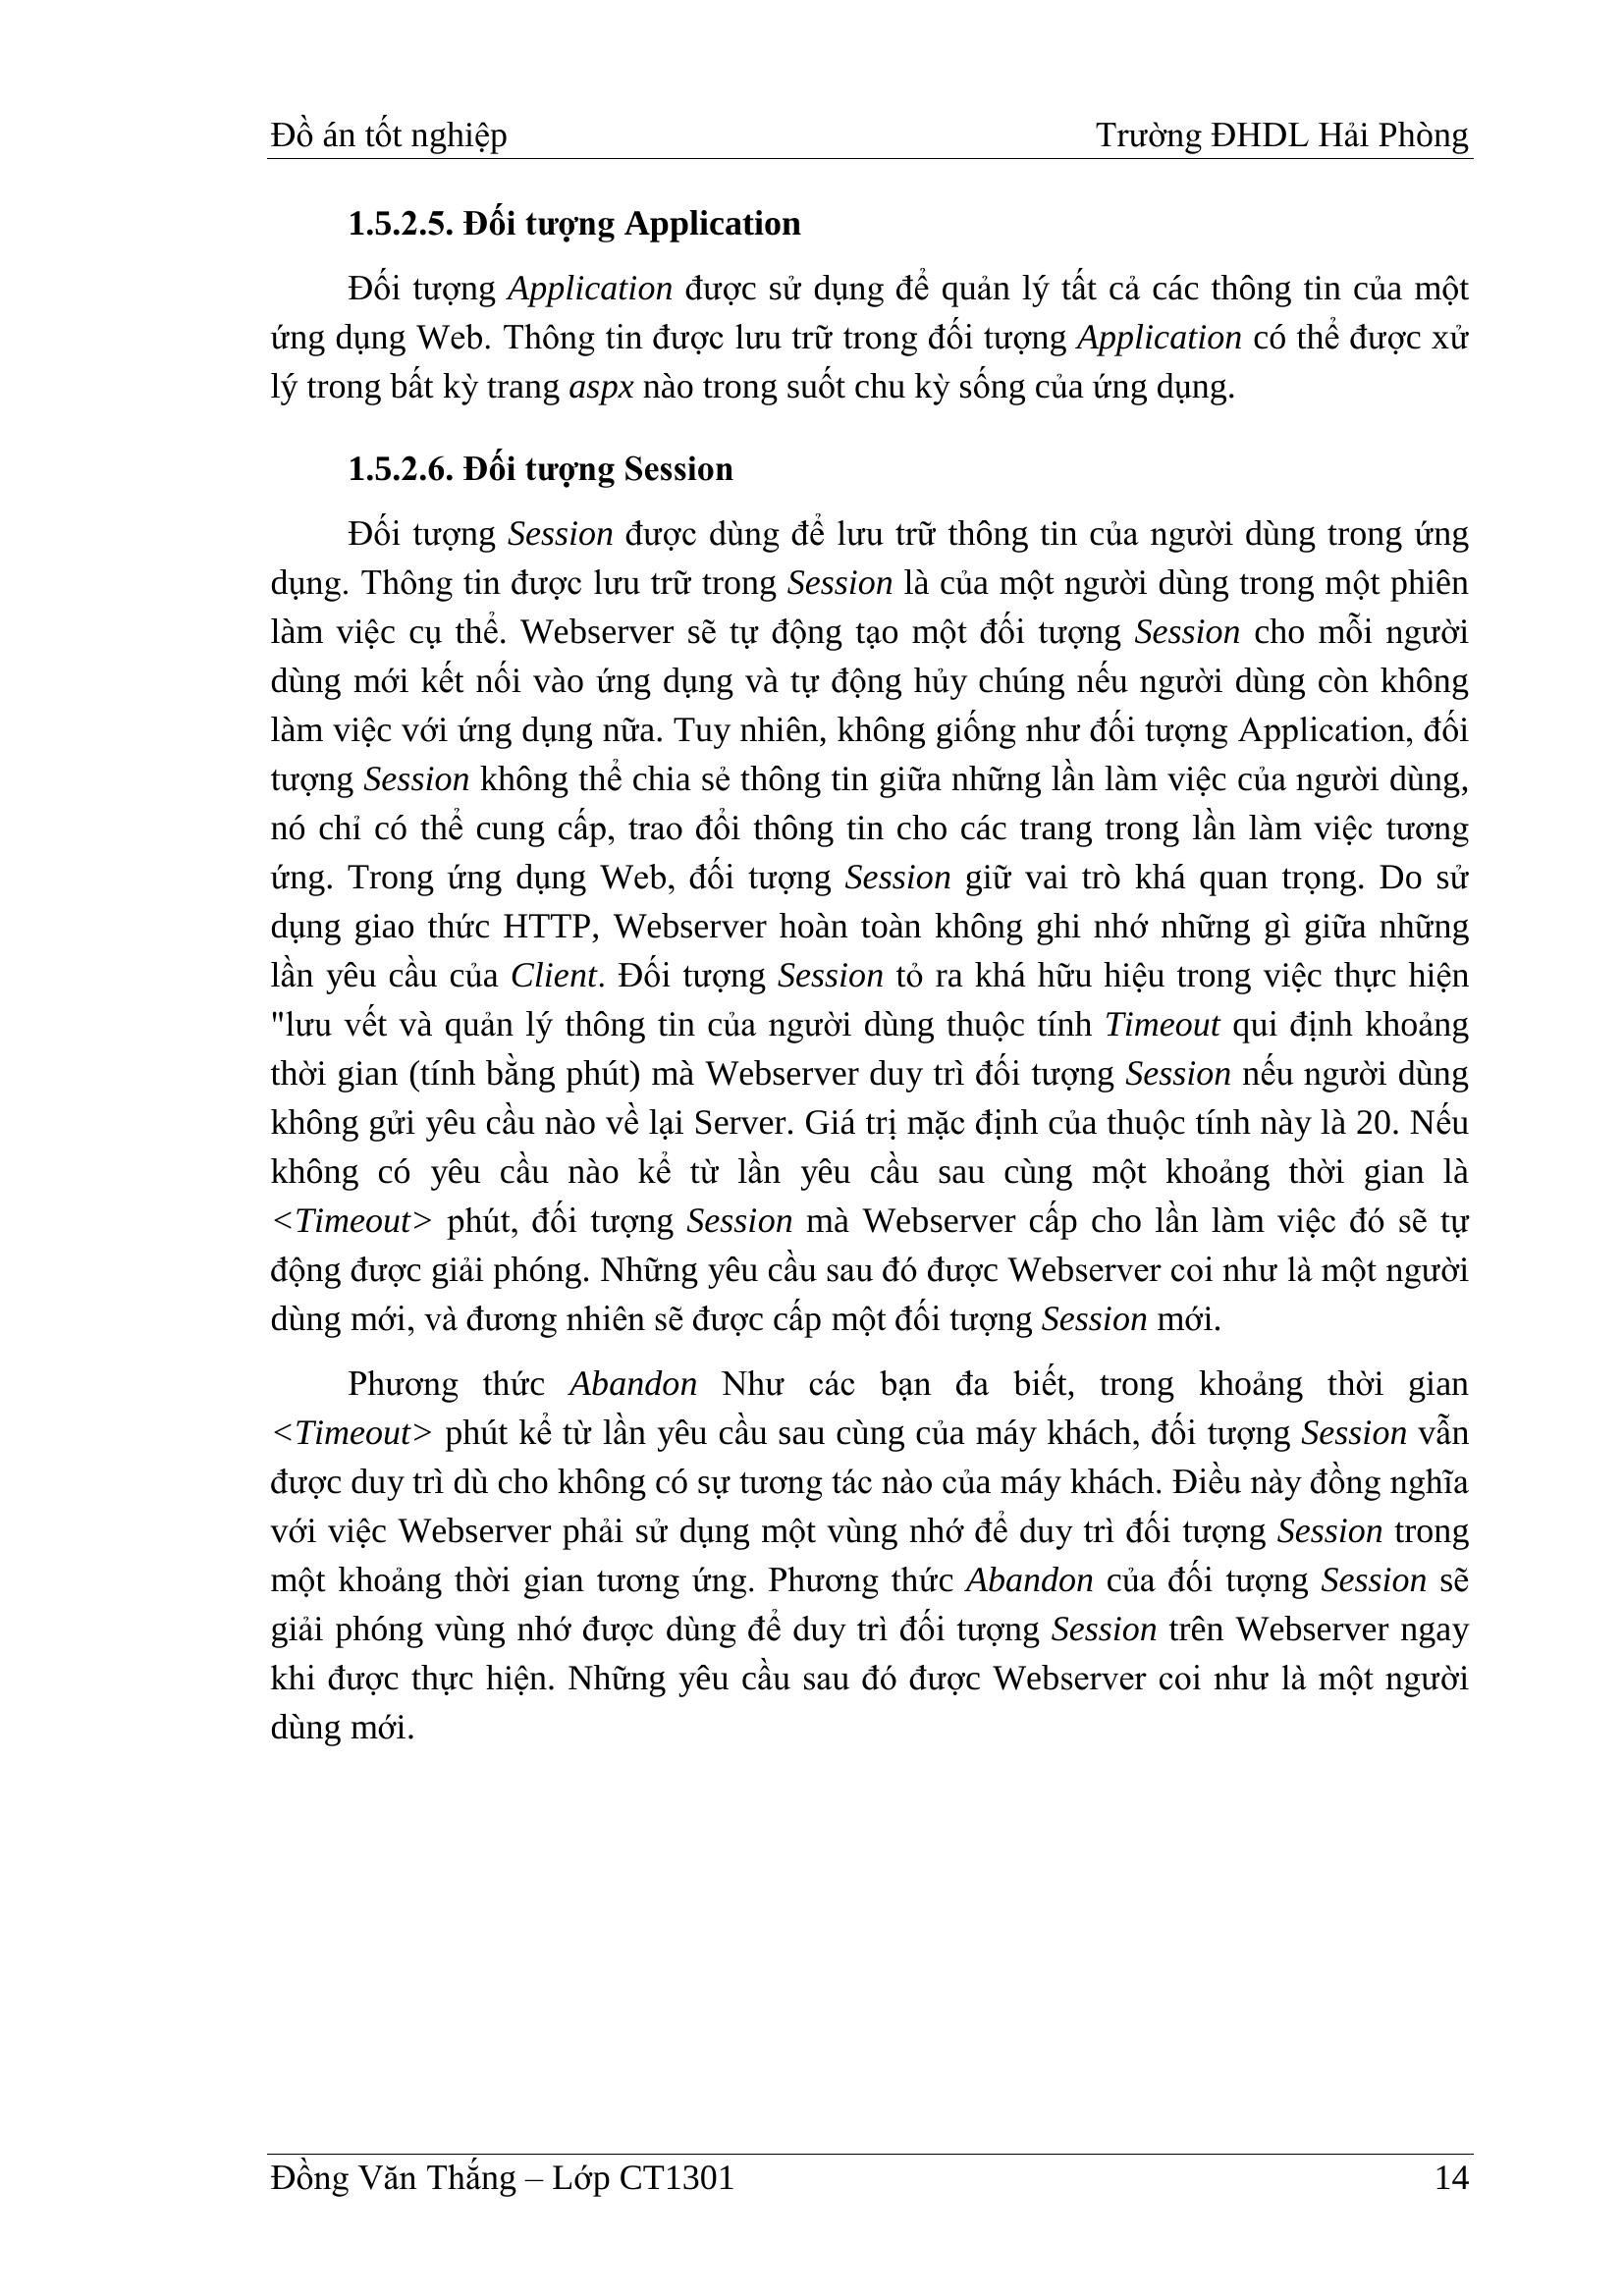 Đồ án tốt nghiệp Trường ĐHDL Hải Phòng
1.5.2.5. Đối tượng Application
Đối tượng Application được sử dụng để quản lý tất cả các thông tin của một
ứng dụng Web. Thông tin được lưu trữ trong đối tượng Application có thể được xử
lý trong bất kỳ trang aspx nào trong suốt chu kỳ sống của ứng dụng.
1.5.2.6. Đối tượng Session
Đối tượng Session được dùng để lưu trữ thông tin của người dùng trong ứng
dụng. Thông tin được lưu trữ trong Session là của một người dùng trong một phiên
làm việc cụ thể. Webserver sẽ tự động tạo một đối tượng Session cho mỗi người
dùng mới kết nối vào ứng dụng và tự động hủy chúng nếu người dùng còn không
làm việc với ứng dụng nữa. Tuy nhiên, không giống như đối tượng Application, đối
tượng Session không thể chia sẻ thông tin giữa những lần làm việc của người dùng,
nó chỉ có thể cung cấp, trao đổi thông tin cho các trang trong lần làm việc tương
ứng. Trong ứng dụng Web, đối tượng Session giữ vai trò khá quan trọng. Do sử
dụng giao thức HTTP, Webserver hoàn toàn không ghi nhớ những gì giữa những
lần yêu cầu của Client. Đối tượng Session tỏ ra khá hữu hiệu trong việc thực hiện
"lưu vết và quản lý thông tin của người dùng thuộc tính Timeout qui định khoảng
thời gian (tính bằng phút) mà Webserver duy trì đối tượng Session nếu người dùng
không gửi yêu cầu nào về lại Server. Giá trị mặc định của thuộc tính này là 20. Nếu
không có yêu cầu nào kể từ lần yêu cầu sau cùng một khoảng thời gian là
<Timeout> phút, đối tượng Session mà Webserver cấp cho lần làm việc đó sẽ tự
động được giải phóng. Những yêu cầu sau đó được Webserver coi như là một người
dùng mới, và đương nhiên sẽ được cấp một đối tượng Session mới.
Phương thức Abandon Như các bạn đa biết, trong khoảng thời gian
<Timeout> phút kể từ lần yêu cầu sau cùng của máy khách, đối tượng Session vẫn
được duy trì dù cho không có sự tương tác nào của máy khách. Điều này đồng nghĩa
với việc Webserver phải sử dụng một vùng nhớ để duy trì đối tượng Session trong
một khoảng thời gian tương ứng. Phương thức Abandon của đối tượng Session sẽ
giải phóng vùng nhớ được dùng để duy trì đối tượng Session trên Webserver ngay
khi được thực hiện. Những yêu cầu sau đó được Webserver coi như là một người
dùng mới.
Đồng Văn Thắng – Lớp CT1301 14